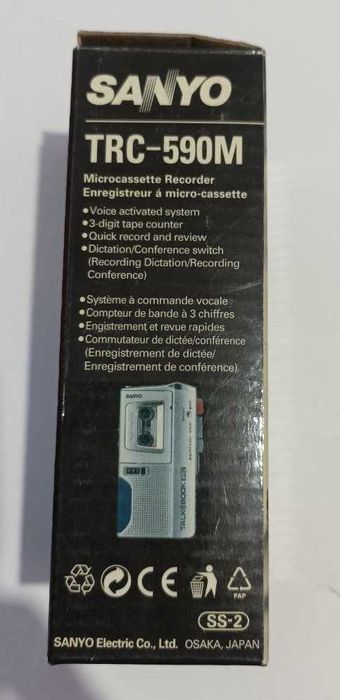 SANYO
TRC-590M
Microcassette Recorder
Enregistreur á micro-cassette
●Voice activated system
●3-digit tape counter
●Quick record and review
●Dictation/Conference switch
(Recording Dictation/Recording
Conference)
●Système à commande vocale
●Compteur de bande à 3 chiffres
●Engistrement et revue rapides
●Commutateur de dictée/conférence
(Enregistrement de dictée/
Enregistrement de conférence)
SANYO
TALK BOOK
CE
PAP
SS-2
SANYO Electric Co., Ltd. OSAKA, JAPAN